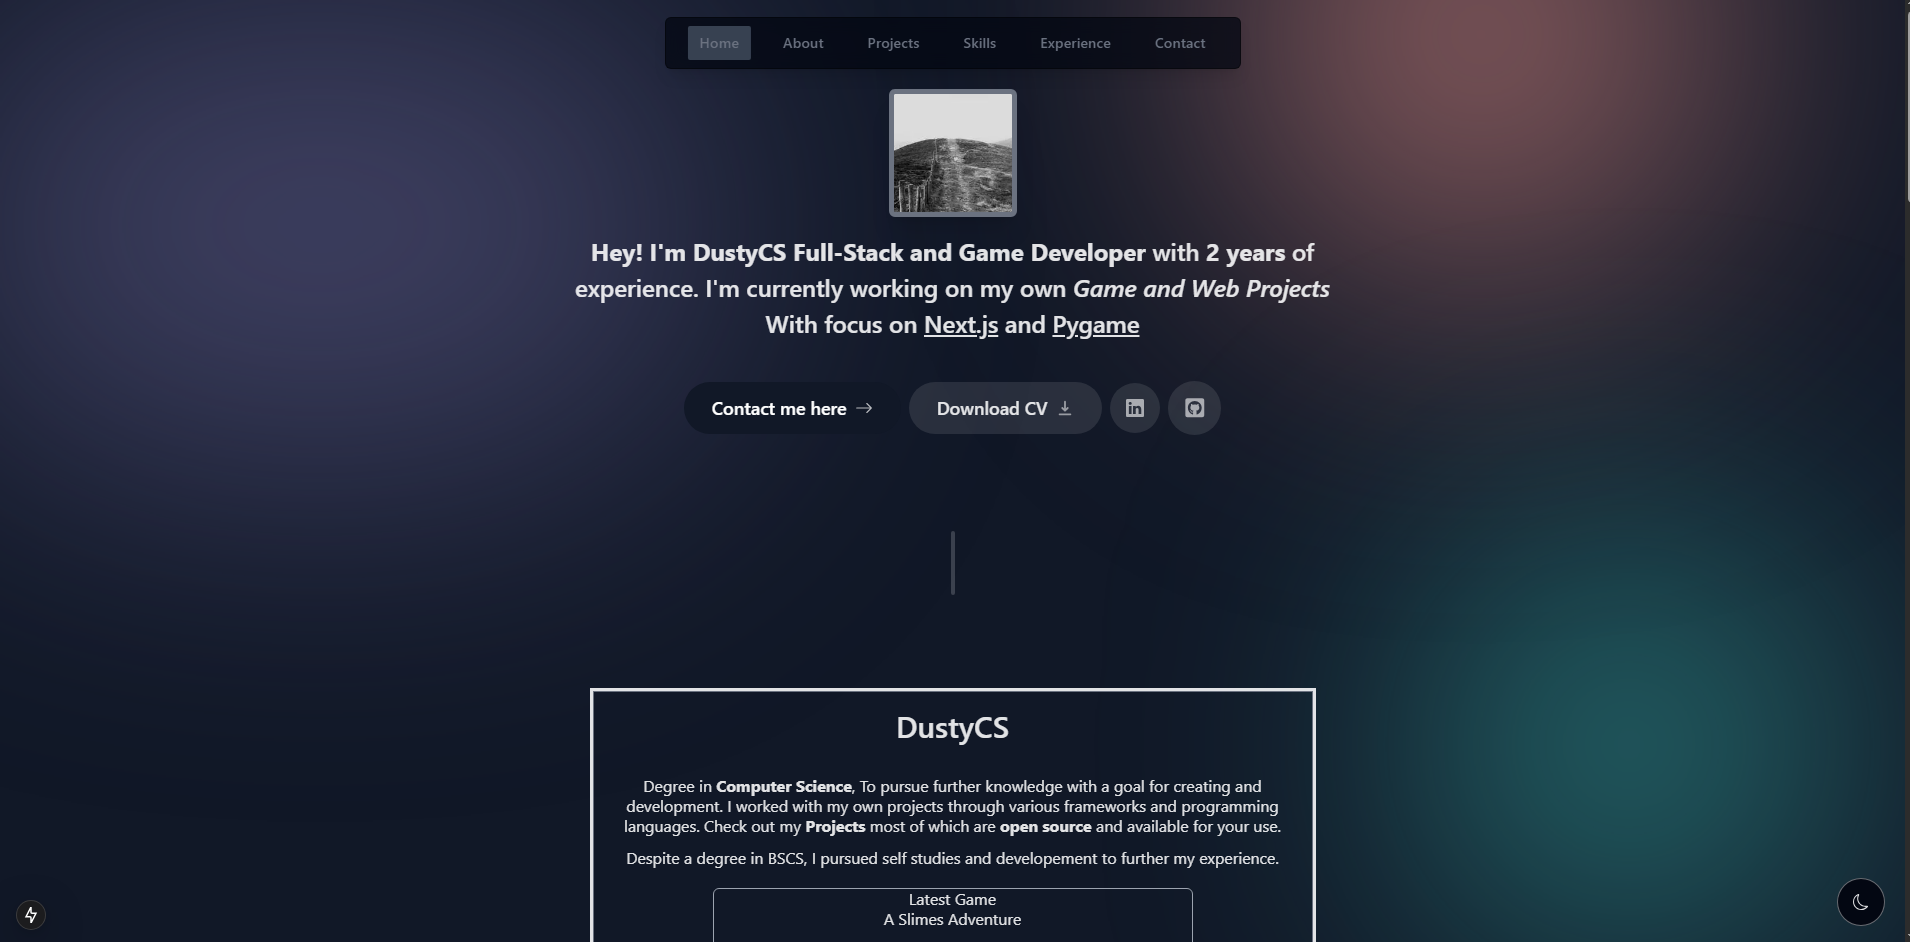 Home About Projects Skills Experience Contact
Hey! I'm DustyCS Full-Stack and Game Developer with 2 years of
experience. I'm currently working on my own Game and Web Projects
With focus on Next.js and Pygame
Contact me here
Download CV
in
DustyCS
Degree in Computer Science, To pursue further knowledge with a goal for creating and
development. I worked with my own projects through various frameworks and programming
languages. Check out my Projects most of which are open source and available for your use.
Despite a degree in BSCS, I pursued self studies and developement to further my experience.
Latest Game
A Slimes Adventure